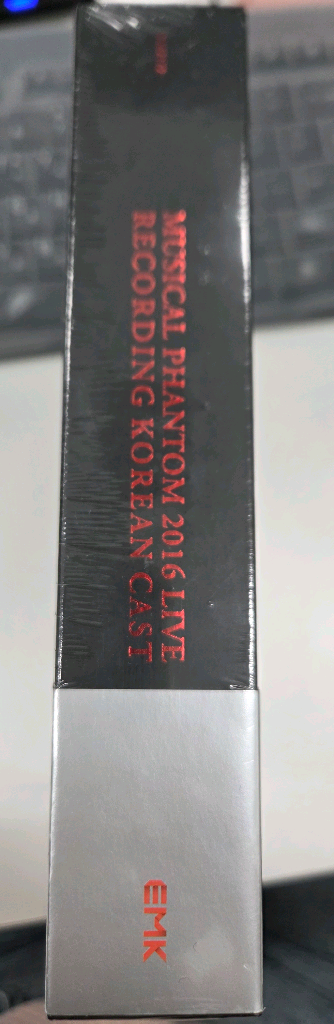 MUSICAL PHANTOM 2016 LIVE
RECORDING KOREAN CAST
EMK